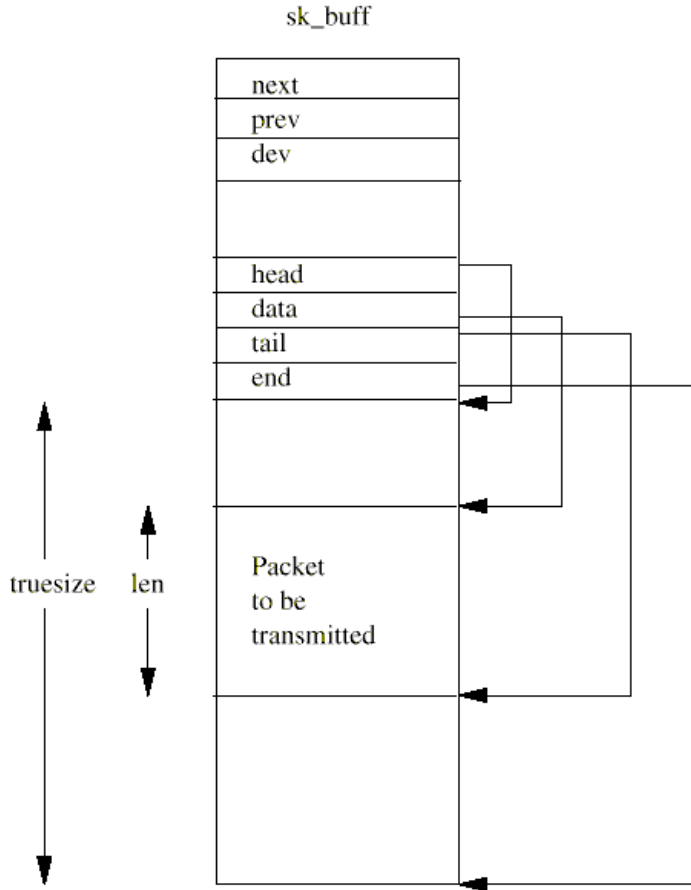 sk_buff
next
prev
dev
head
data
tail
end
truesize
len
Packet
to be
transmitted